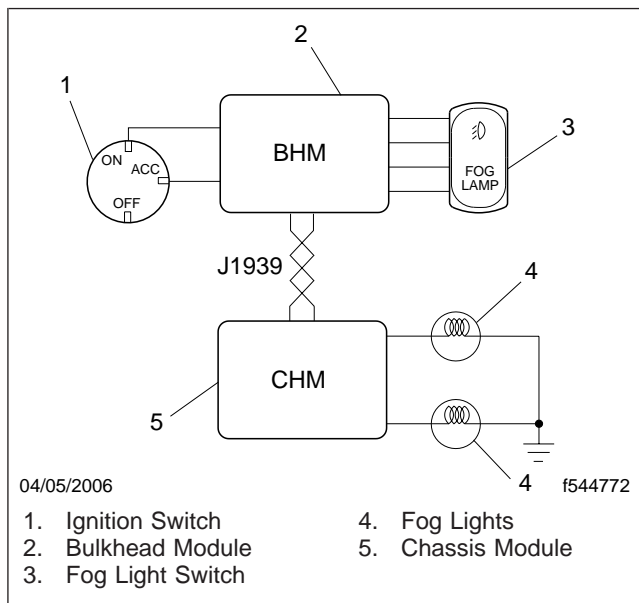 2
1
ON
ACC
OFF
BHM
FOG
LAMP
3
J1939
4
CHM
5
4
04/05/2006
f544772
1. Ignition Switch
2. Bulkhead Module
3. Fog Light Switch
4. Fog Lights
5. Chassis Module